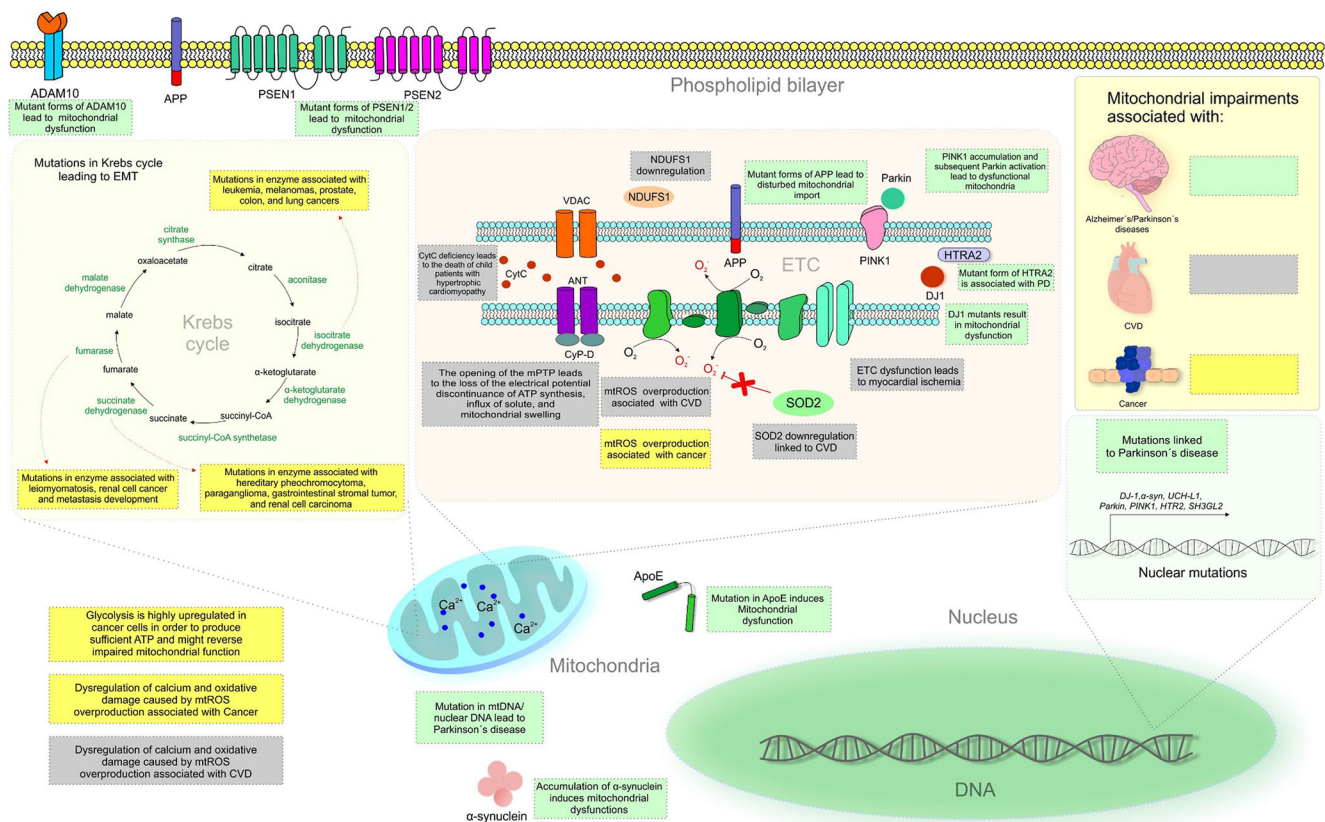 ADAM10
APP
PSEN1
PSEN2
Phospholipid bilayer
Mutant forms of ADAM10
lead to mitochondrial
dysfunction
Mutant forms of PSEN1/2
lead to mitochondrial
dysfunction
Mutations in Krebs cycle
leading to EMT
Mutations in enzyme associated with
leukemia, melanomas, prostate,
colon, and lung cancers
citrate
synthase
oxaloacetate
citrate
malate
dehydrogenase
aconitase
malate
isocitrate
Krebs
cycle
isocitrate
dehydrogenase
fumarase
fumarate
α-ketoglutarate
α-ketoglutarate
dehydrogenase
succinate
dehydrogenase
succinate
succinyl-CoA
succinyl-CoA synthetase
Mutations in enzyme associated with
leiomyomatosis, renal cell cancer
and metastasis development
Mutations in enzyme associated with
hereditary pheochromocytoma,
paraganglioma, gastrointestinal stromal tumor,
and renal cell carcinoma
NDUFS1
downregulation
NDUFS1
VDAC
Mutant forms of APP lead to
disturbed mitochondrial
import
PINK1 accumulation and
subsequent Parkin activation
lead to dysfunctional
mitochondria
Parkin
CytC deficiency leads
to the death of child
patients with
hypertrophic
cardiomyopathy
CytC
ANT
APP
ETC
PINK1
HTRA2
Mutant form of HTRA2
is associated with PD
DJ1
DJ1 mutants result
in mitochondrial
dysfunction
O₂⁻
O₂
CyP-D
O₂
O₂⁻
O₂⁻
O₂
The opening of the mPTP leads
to the loss of the electrical potential
discontinuance of ATP synthesis,
influx of solute, and
mitochondrial swelling
mtROS overproduction
asociated with CVD
mtROS overproduction
asociated with cancer
SOD2
SOD2 downregulation
linked to CVD
ETC dysfunction leads
to myocardial ischemia
Mitochondrial impairments
associated with:
Alzheimer´s/Parkinson´s
diseases
CVD
Cancer
Mutations linked
to Parkinson´s disease
DJ-1,α-syn, UCH-L1,
Parkin, PINK1, HTR2, SH3GL2
Nuclear mutations
Glycolysis is highly upregulated in
cancer cells in order to produce
sufficient ATP and might reverse
impaired mitochondrial function
Dysregulation of calcium and oxidative
damage caused by mtROS
overproduction associated with Cancer
Dysregulation of calcium and oxidative
damage caused by mtROS
overproduction associated with CVD
Ca²⁺
Ca²⁺
Ca²⁺
Mitochondria
ApoE
Mutation in ApoE induces
Mitochondrial
dysfunction
Mutation in mtDNA/
nuclear DNA lead to
Parkinson´s disease
α-synuclein
Accumulation of α-synuclein
induces mitochondrial
dysfunctions
Nucleus
DNA